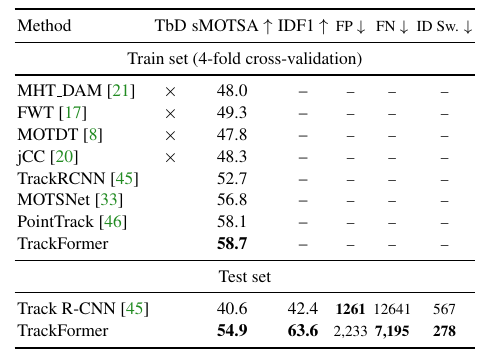 Method TbD sMOTSA ↑ IDF1 ↑ FP ↓ FN ↓ ID Sw. ↓
Train set (4-fold cross-validation)
MHT_DAM [21] × 48.0 – – – –
FWT [17] × 49.3 – – – –
MOTDT [8] × 47.8 – – – –
jCC [20] × 48.3 – – – –
TrackRCNN [45] 52.7 – – – –
MOTSNet [33] 56.8 – – – –
PointTrack [46] 58.1 – – – –
TrackFormer 58.7 – – – –
Test set
Track R-CNN [45] 40.6 42.4 1261 12641 567
TrackFormer 54.9 63.6 2,233 7,195 278